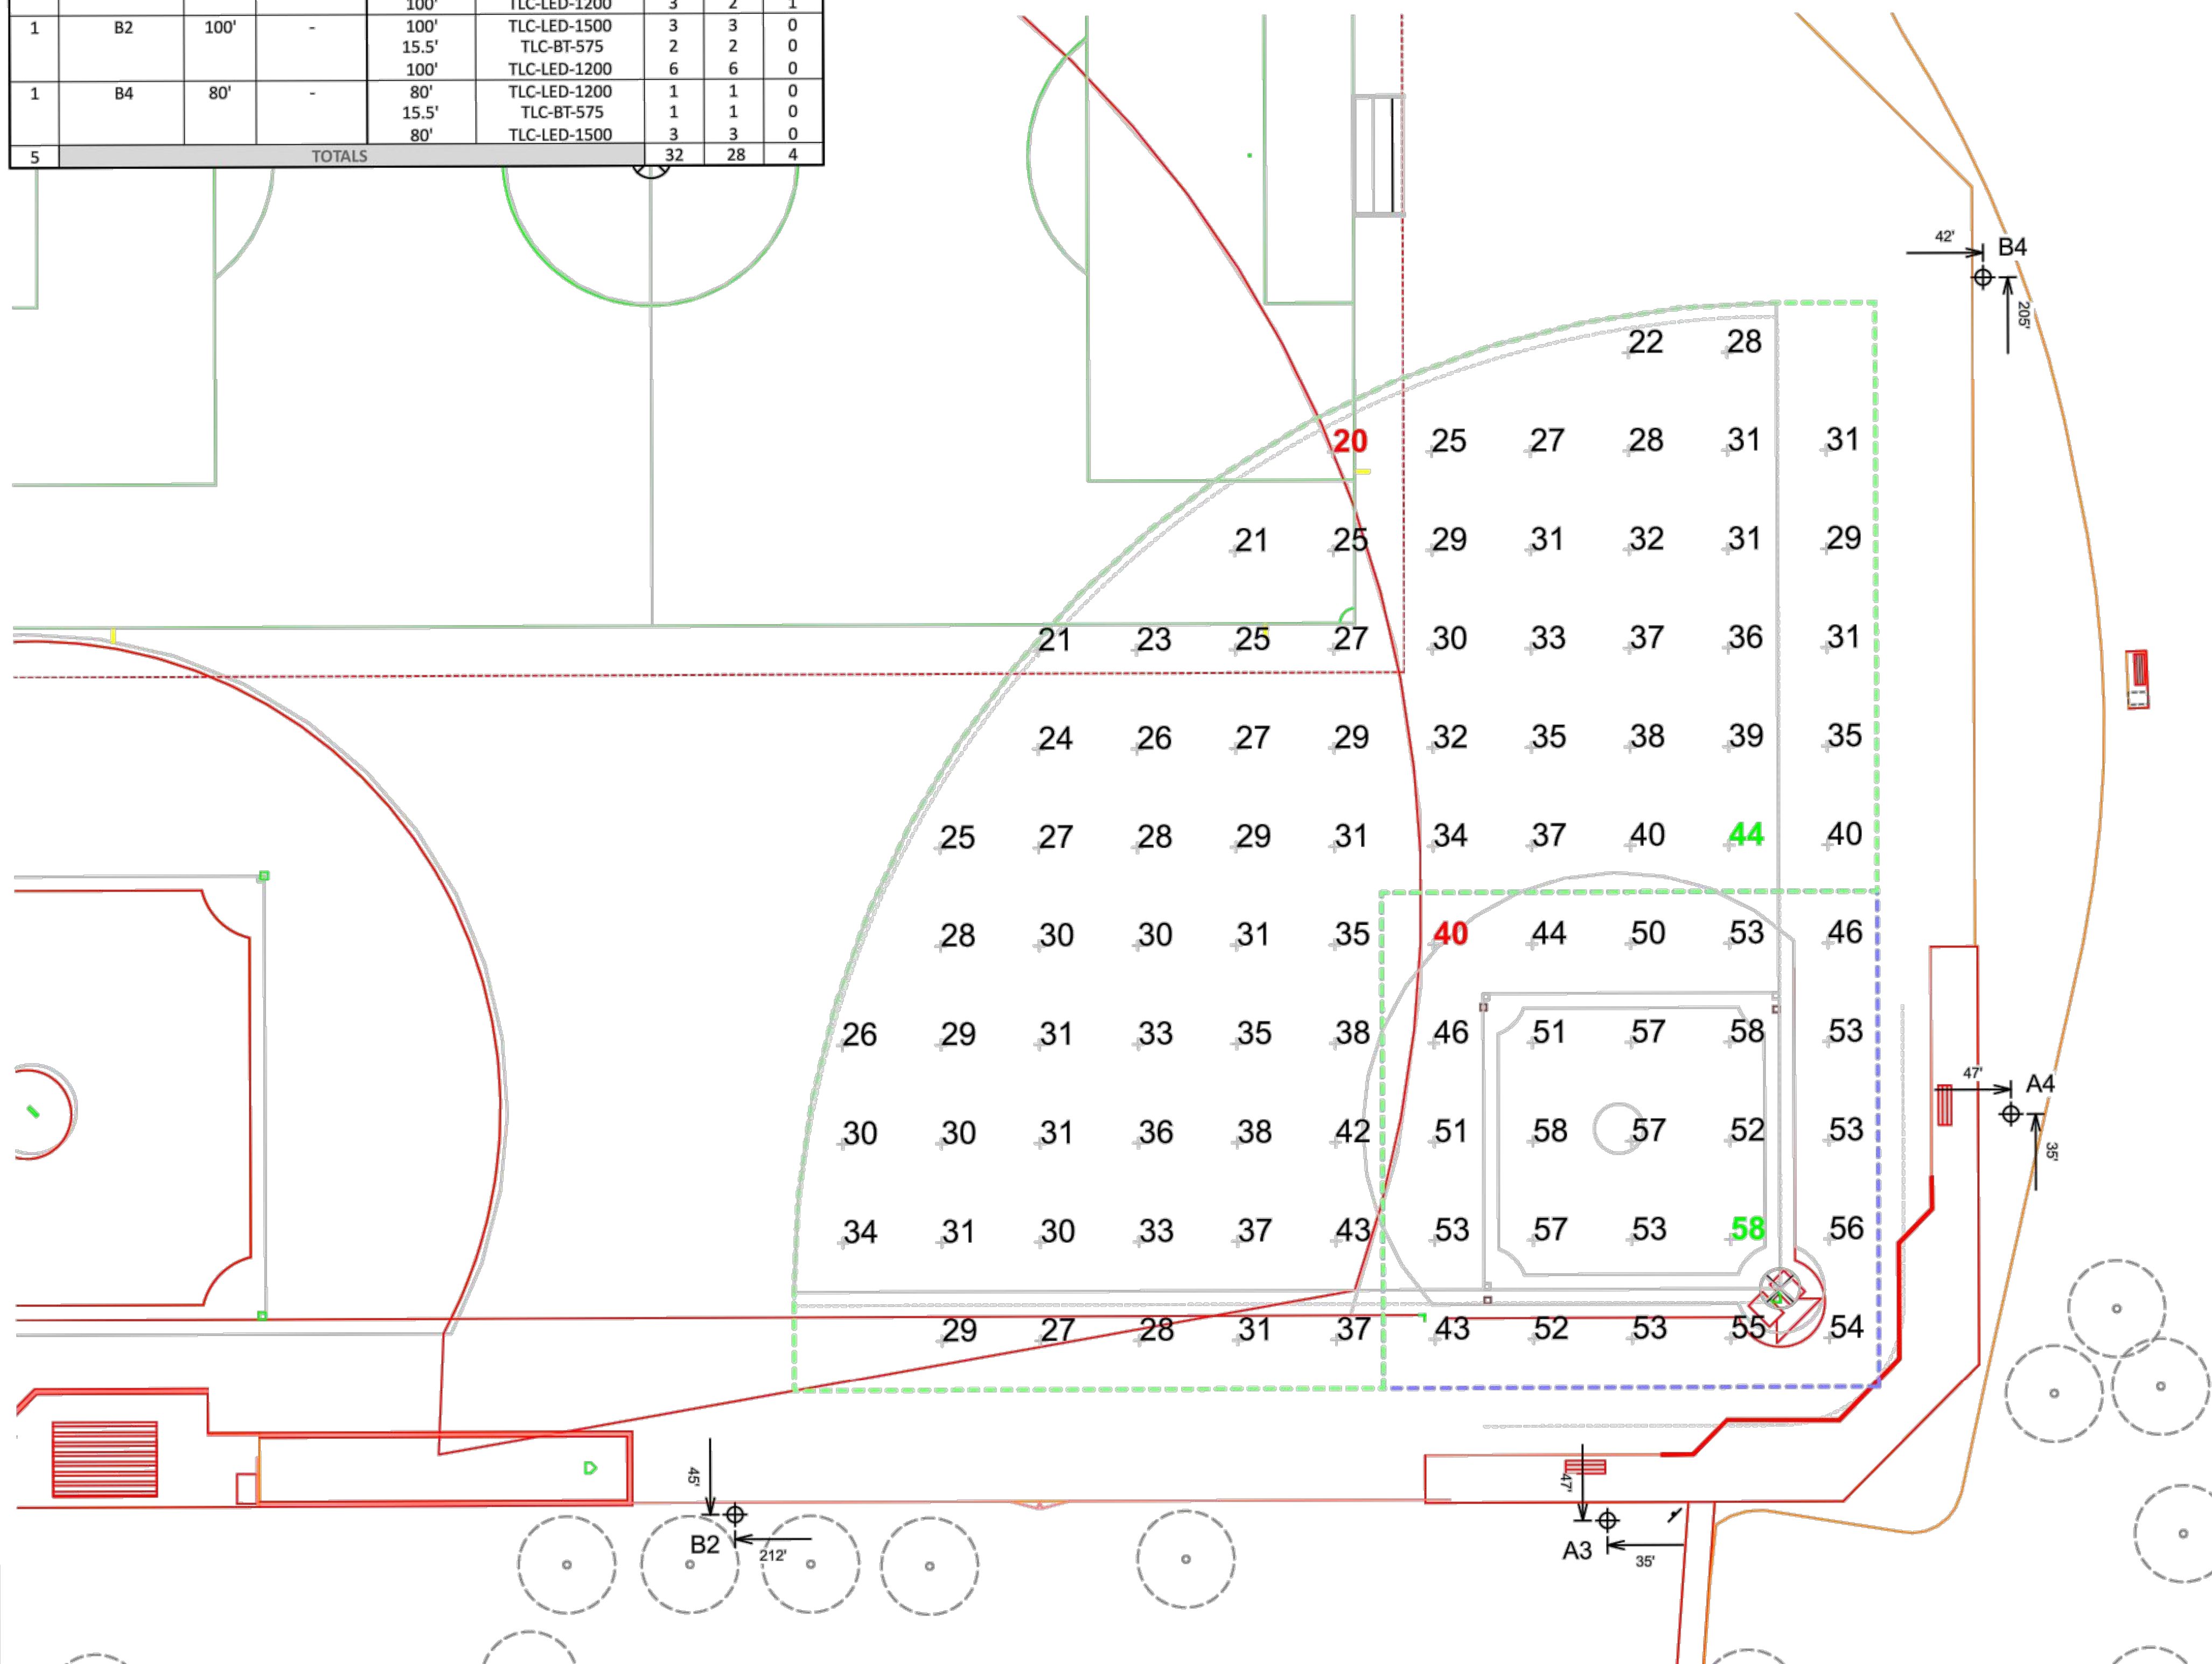 100' TLC-LED-1200 3 2 1
1 B2 100' - 100' TLC-LED-1500 3 3 0
15.5' TLC-BT-575 2 2 0
100' TLC-LED-1200 6 6 0
1 B4 80' - 80' TLC-LED-1200 1 1 0
15.5' TLC-BT-575 1 1 0
80' TLC-LED-1500 3 3 0
5 TOTALS 32 28 4
42' B4
205'
22 28
20 25 27 28 31 31
21 25 29 31 32 31 29
21 23 25 27 30 33 37 36 31
24 26 27 29 32 35 38 39 35
25 27 28 29 31 34 37 40 44 40
28 30 30 31 35 40 44 50 53 46
26 29 31 33 35 38 46 51 57 58 53
47' A4
30 30 31 36 38 42 51 58 57 52 53
35'
34 31 30 33 37 43 53 57 53 58 56
29 27 28 31 37 43 52 53 55 54
45'
47'
B2 212'
A3 35'